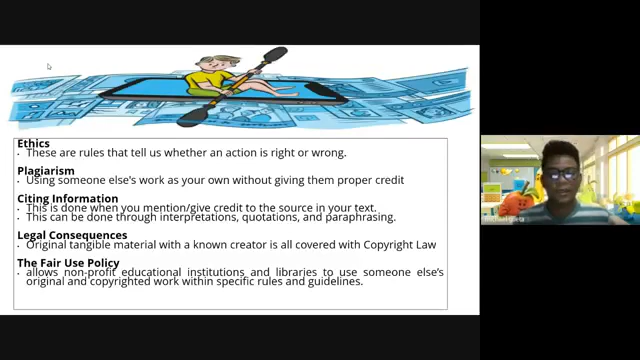 Ethics
· These are rules that tell us whether an action is right or wrong.
Plagiarism
· Using someone else's work as your own without giving them proper credit
Citing Information
· This is done when you mention/give credit to the source in your text.
· This can be done through interpretations, quotations, and paraphrasing.
Legal Consequences
· Original tangible material with a known creator is all covered with Copyright Law
The Fair Use Policy
· allows non-profit educational institutions and libraries to use someone else's
original and copyrighted work within specific rules and guidelines.